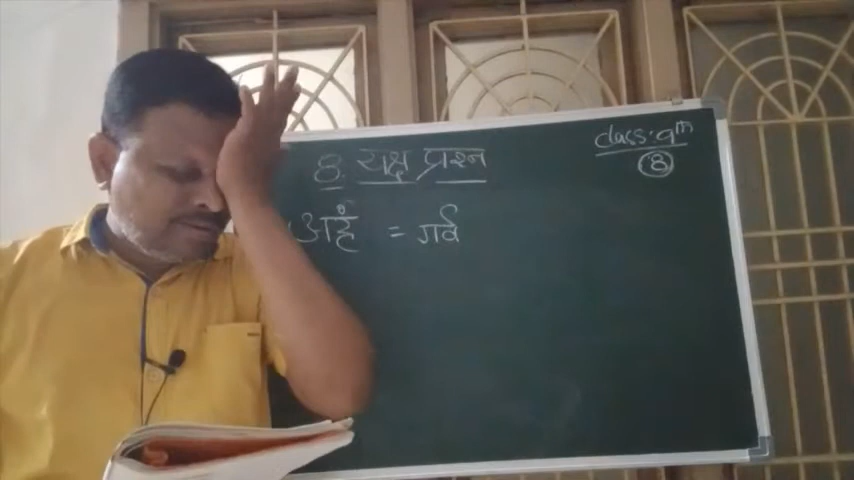 8. यक्ष प्रश्न
class: 9th
8
अहं = गर्व